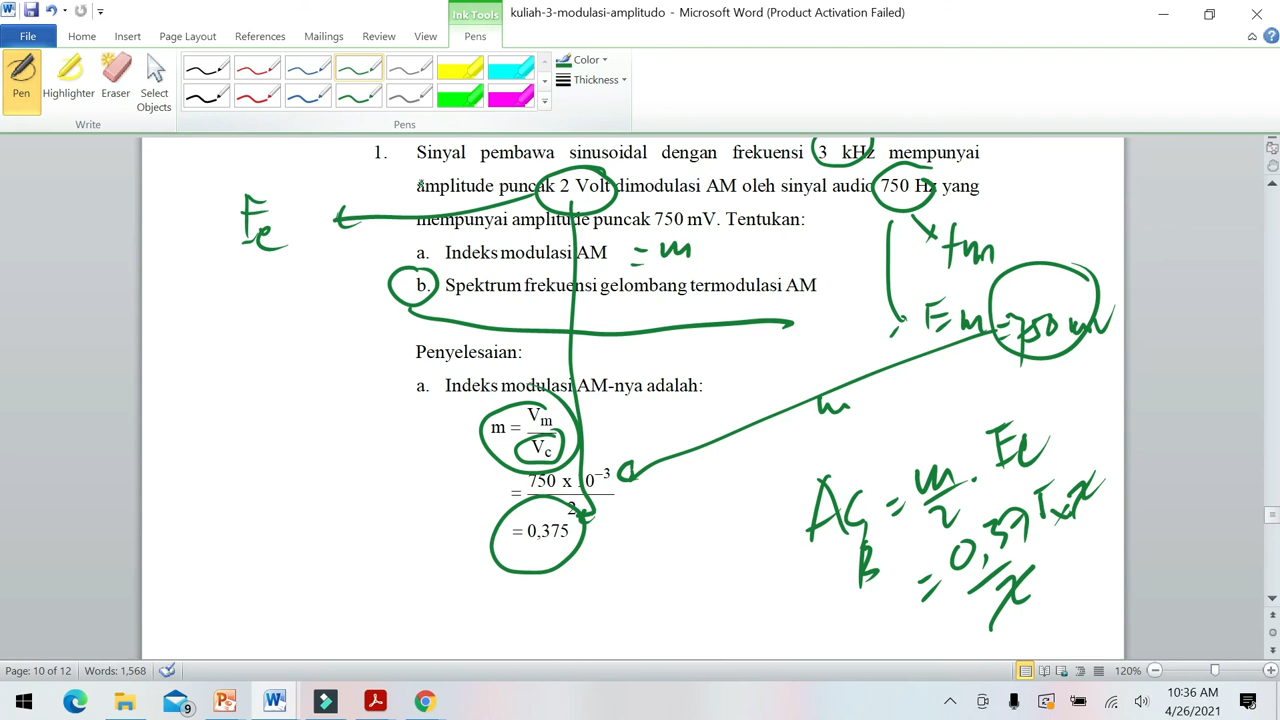 kuliah-3-modulasi-amplitudo - Microsoft Word (Product Activation Failed)
Ink Tools
File Home Insert Page Layout References Mailings Review View Pens
Pen Highlighter Eraser Select Objects
Color
Thickness
Write
Pens
1. Sinyal pembawa sinusoidal dengan frekuensi 3 kHz mempunyai
amplitude puncak 2 Volt dimodulasi AM oleh sinyal audio 750 Hz yang
mempunyai amplitude puncak 750 mV. Tentukan:
a. Indeks modulasi AM = m
b. Spektrum frekuensi gelombang termodulasi AM
Ec
fm
Em = 750 mV
Penyelesaian:
a. Indeks modulasi AM-nya adalah:
m = Vm
Vc
= 750 x 10⁻³
2
= 0,375
m
= m/2 . Ec
Page: 10 of 12 Words: 1,568 120%
9
10:36 AM
4/26/2021